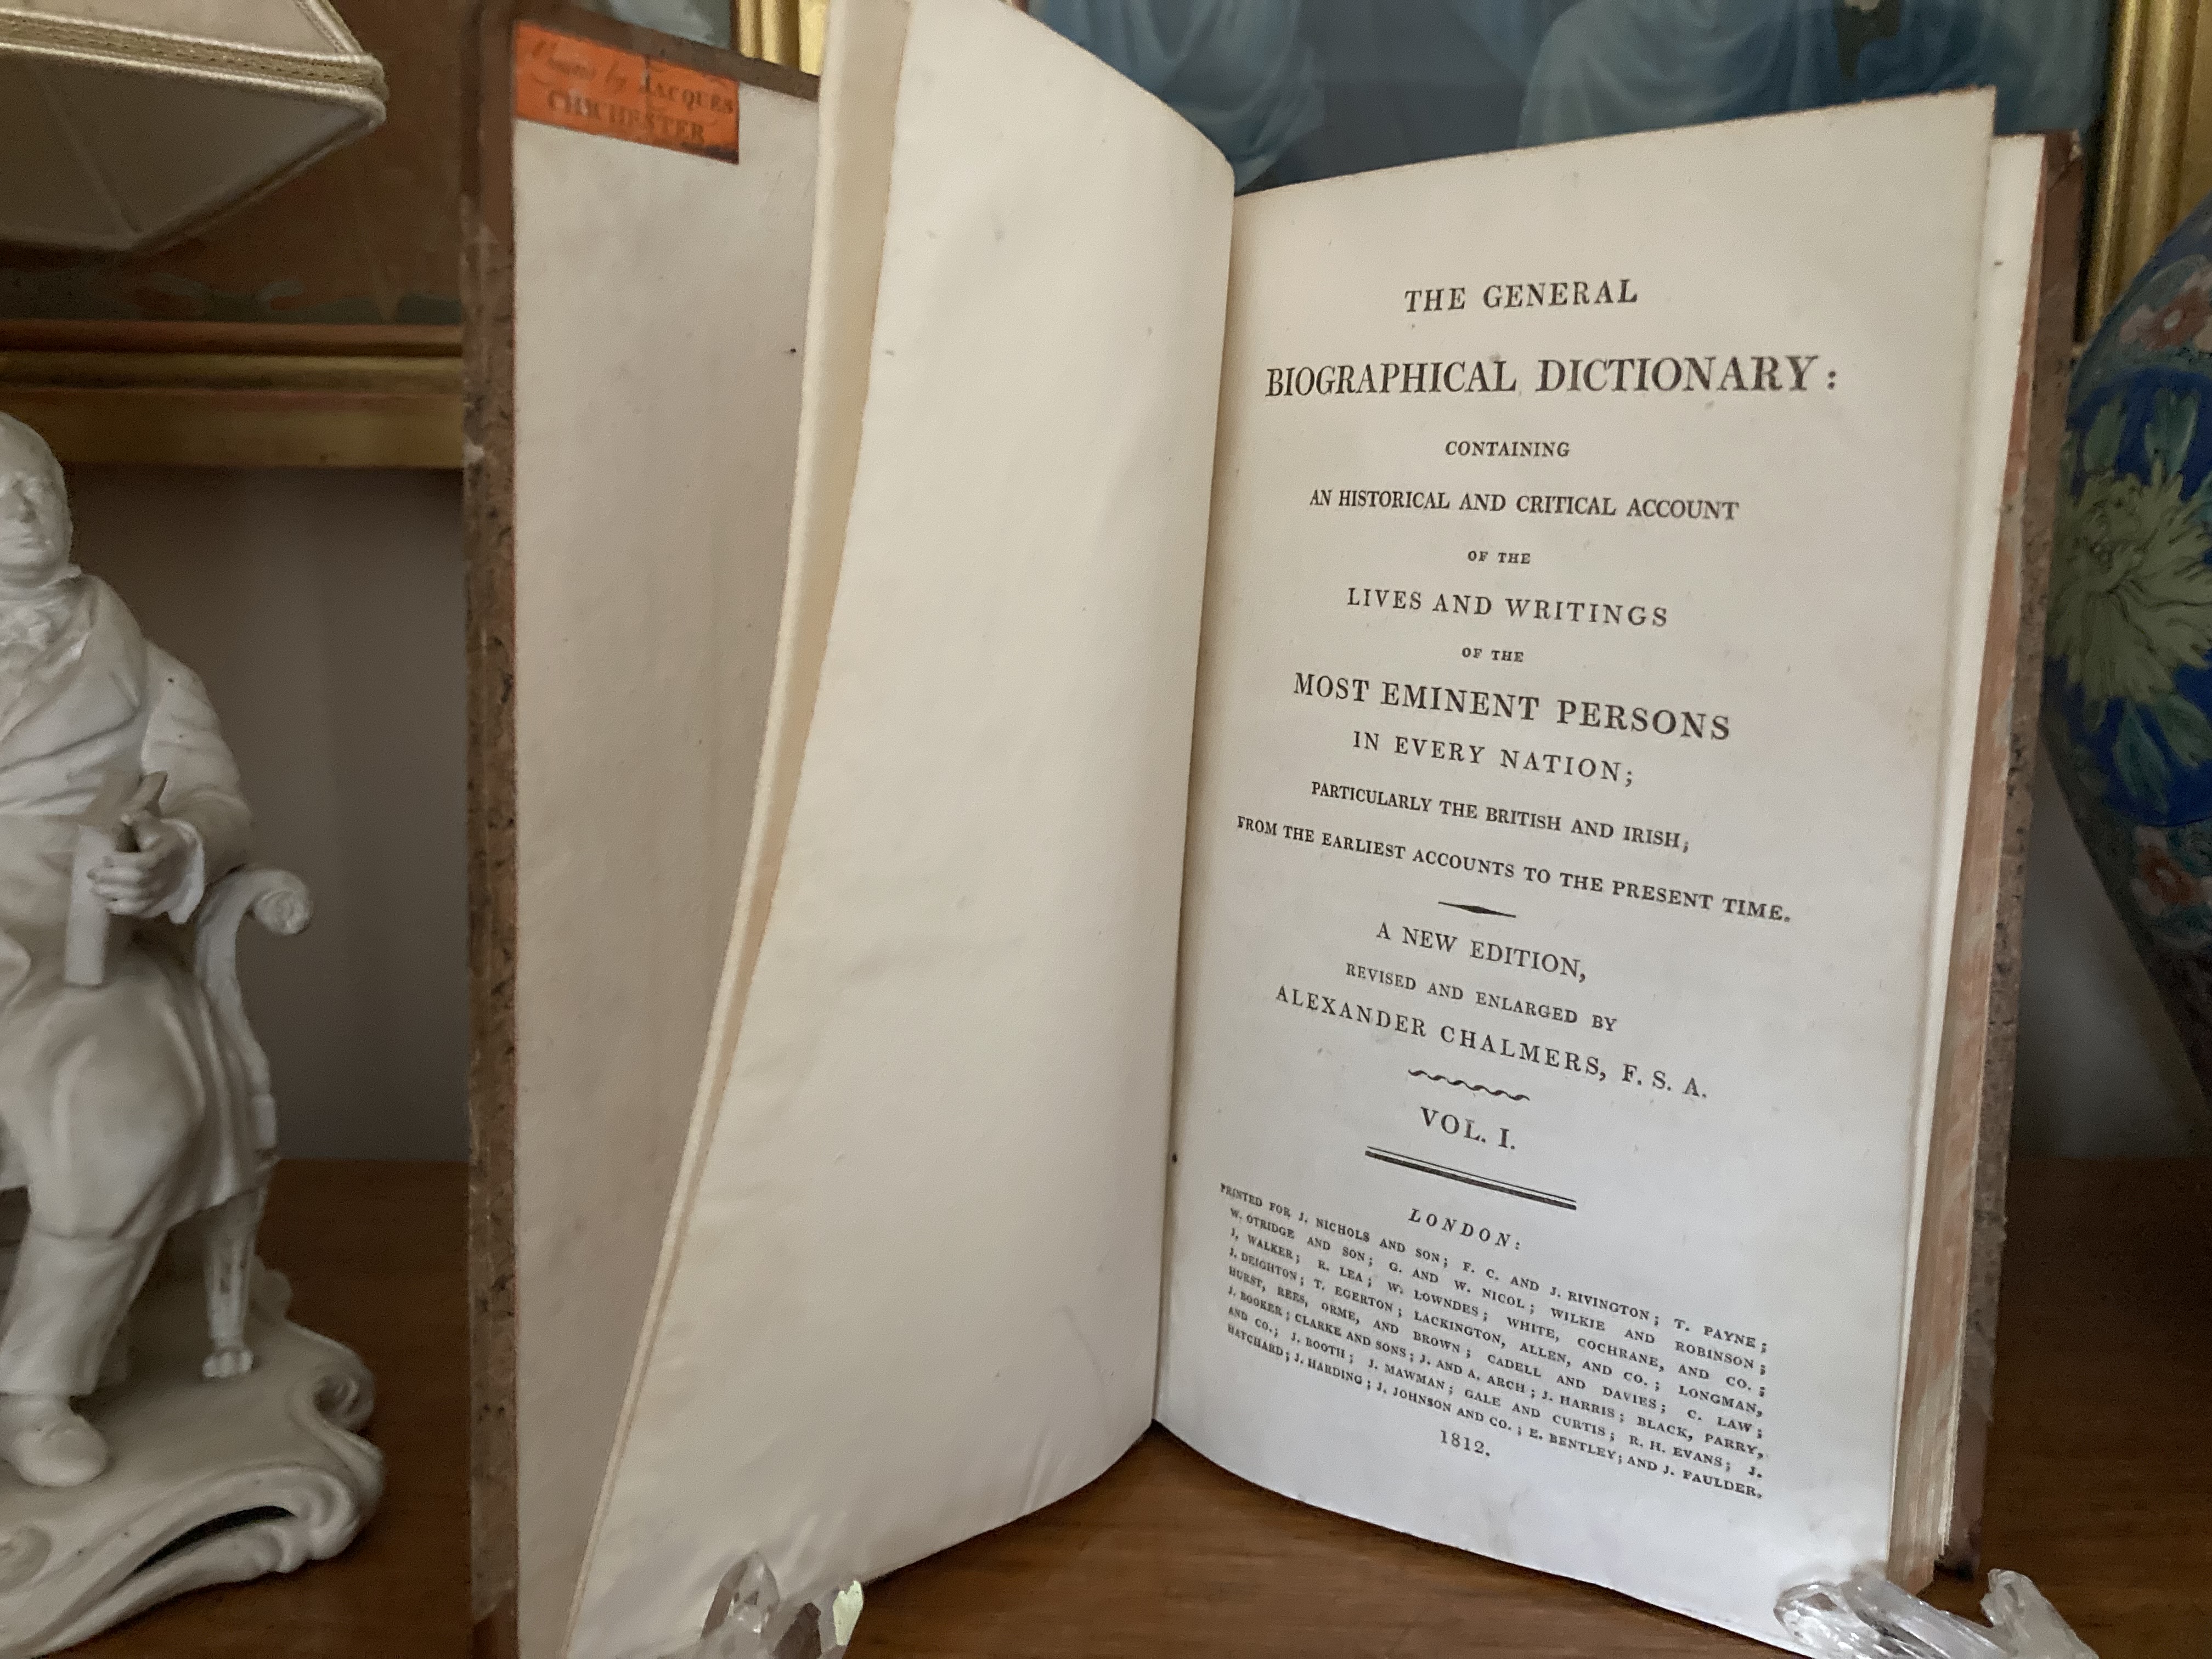 by JACQUES
CHICHESTER
THE GENERAL
BIOGRAPHICAL DICTIONARY:
CONTAINING
AN HISTORICAL AND CRITICAL ACCOUNT
OF THE
LIVES AND WRITINGS
OF THE
MOST EMINENT PERSONS
IN EVERY NATION;
PARTICULARLY THE BRITISH AND IRISH;
FROM THE EARLIEST ACCOUNTS TO THE PRESENT TIME.
A NEW EDITION,
REVISED AND ENLARGED BY
ALEXANDER CHALMERS, F. S. A.
VOL. I.
LONDON:
PRINTED FOR J. NICHOLS AND SON; F. C. AND J. RIVINGTON; T. PAYNE;
W. OTRIDGE AND SON; G. AND W. NICOL; WILKIE AND ROBINSON;
J. WALKER; R. LEA; W. LOWNDES; WHITE, COCHRANE, AND CO.;
J. DEIGHTON; T. EGERTON; LACKINGTON, ALLEN, AND CO.; LONGMAN,
HURST, REES, ORME, AND BROWN; CADELL AND DAVIES; C. LAW;
J. BOOKER; CLARKE AND SONS; J. AND A. ARCH; J. HARRIS; BLACK, PARRY,
AND CO.; J. BOOTH; J. MAWMAN; GALE AND CURTIS; R. H. EVANS; J.
HATCHARD; J. HARDING; J. JOHNSON AND CO.; E. BENTLEY; AND J. FAULDER.
1812.